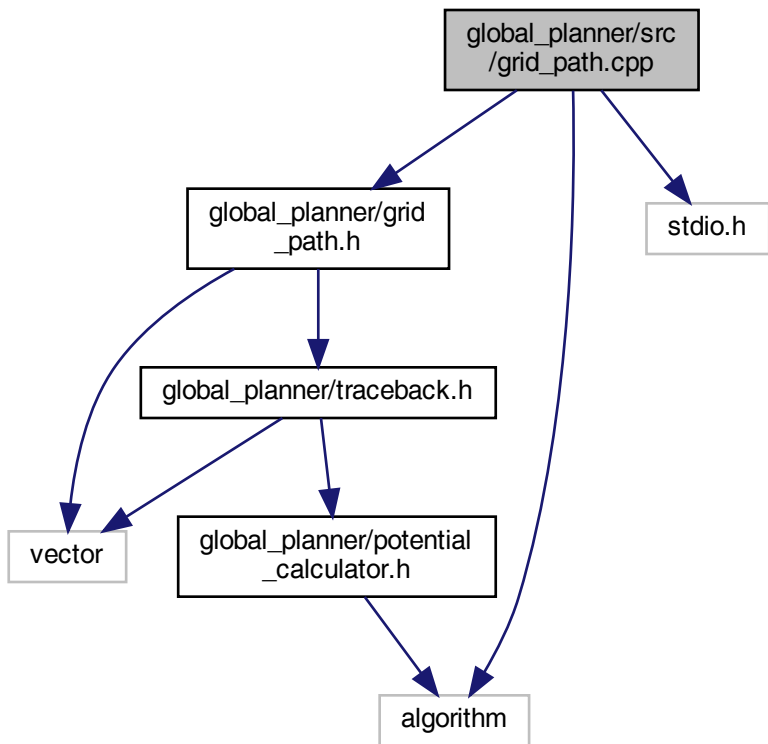 global_planner/src
/grid_path.cpp
global_planner/grid
_path.h
stdio.h
global_planner/traceback.h
vector
global_planner/potential
_calculator.h
algorithm